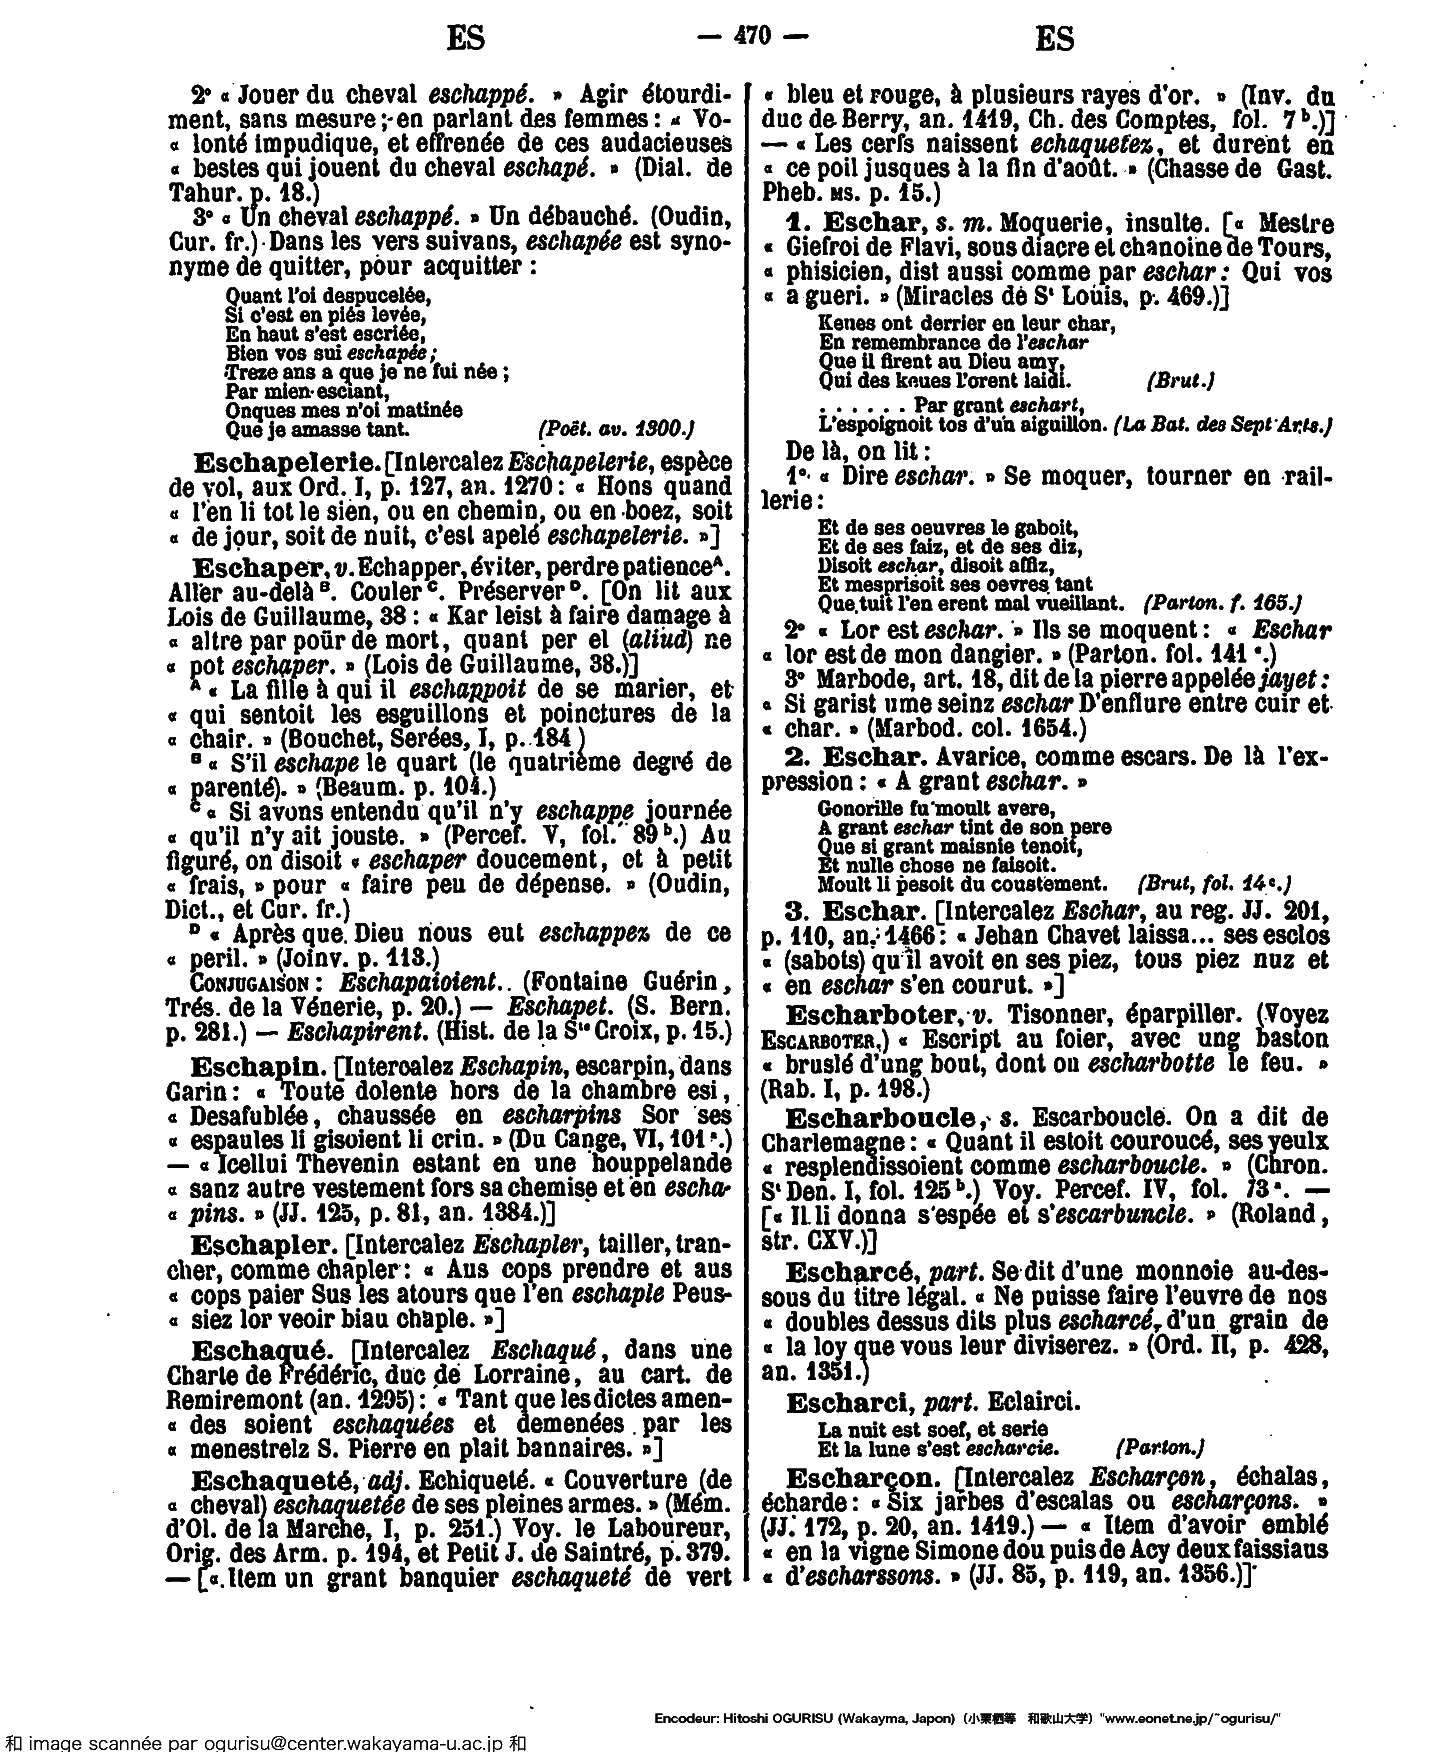 ES — 470 — ES
2° « Jouer du cheval eschappé. » Agir étourdi-
ment, sans mesure ; en parlant des femmes : « Vo-
« lonté impudique, et effrenée de ces audacieuses
« bestes qui jouent du cheval eschapé. » (Dial. de
Tahur. p. 18.)
3° « Un cheval eschappé. » Un débauché. (Oudin,
Cur. fr.) Dans les vers suivans, eschapée est syno-
nyme de quitter, pour acquitter :
Quant l'oi despucelée,
Si c'est en piés levée,
En haut s'est escriée,
Bien vos sui eschapée ;
Treze ans a que je ne fui née ;
Par mien esciant,
Onques mes n'oi matinée
Que je amasse tant. (Poët. av. 1300.)
Eschapelerie. [Intercalez Eschapelerie, espèce
de vol, aux Ord. I, p. 127, an. 1270 : « Hons quand
« l'en li tot le sien, ou en chemin, ou en boez, soit
« de jour, soit de nuit, c'est apelé eschapelerie. »]
Eschaper, v. Echapper, éviter, perdre patience A.
Aller au-delà B. Couler C. Préserver D. [On lit aux
Lois de Guillaume, 38 : « Kar leist à faire damage à
« altre par poür de mort, quant per el (aliud) ne
« pot eschaper. » (Lois de Guillaume, 38.)]
A « La fille à qui il eschappoit de se marier, et
« qui sentoit les esguillons et poinctures de la
« chair. » (Bouchet, Serées, I, p. 184 )
B « S'il eschape le quart (le quatrième degré de
« parenté). » (Beaum. p. 104.)
C « Si avons entendu qu'il n'y eschappe journée
« qu'il n'y ait jouste. » (Percef. V, fol. 89 b.) Au
figuré, on disoit « eschaper doucement, et à petit
« frais, » pour « faire peu de dépense. » (Oudin,
Dict., et Cur. fr.)
D « Après que Dieu nous eut eschappez de ce
« peril. » (Joinv. p. 113.)
CONJUGAISON : Eschapaioient. (Fontaine Guérin,
Trés. de la Vénerie, p. 20.) — Eschapet. (S. Bern.
p. 281.) — Eschapirent. (Hist. de la Ste Croix, p. 15.)
Eschapin. [Intercalez Eschapin, escarpin, dans
Garin : « Toute dolente hors de la chambre esi,
« Desafublée, chaussée en escharpins Sor ses
« espaules li gisoient li crin. » (Du Cange, VI, 101 a.)
— « Icellui Thevenin estant en une houppelande
« sanz autre vestement fors sa chemise et en escha-
« pins. » (JJ. 125, p. 81, an. 1384.)]
Eschapler. [Intercalez Eschapler, tailler, tran-
cher, comme chapler : « Aus cops prendre et aus
« cops paier Sus les atours que l'en eschaple Peus-
« siez lor veoir biau chaple. »]
Eschaqué. [Intercalez Eschaqué, dans une
Charte de Frédéric, duc de Lorraine, au cart. de
Remiremont (an. 1295) : « Tant que les dictes amen-
« des soient eschaquées et demenées par les
« menestrelz S. Pierre en plait bannaires. »]
Eschaqueté, adj. Echiqueté. « Couverture (de
« cheval) eschaquetée de ses pleines armes. » (Mém.
d'Ol. de la Marche, I, p. 251.) Voy. le Laboureur,
Orig. des Arm. p. 194, et Petit J. de Saintré, p. 379.
— [« Item un grant banquier eschaqueté de vert
« bleu et rouge, à plusieurs rayes d'or. » (Inv. du
duc de Berry, an. 1419, Ch. des Comptes, fol. 7 b.)]
— « Les cerfs naissent echaquetez, et durent en
« ce poil jusques à la fin d'août. » (Chasse de Gast.
Pheb. MS. p. 15.)
1. Eschar, s. m. Moquerie, insulte. [« Mestre
« Giefroi de Flavi, sous diacre et chanoine de Tours,
« phisicien, dist aussi comme par eschar : Qui vos
« a gueri. » (Miracles de St Louis, p. 469.)]
Keues ont derrier en leur char,
En remembrance de l'eschar
Que il firent au Dieu amy,
Qui des keues l'orent laidi. (Brut.)
. . . . . . Par grant eschart,
L'espoignoit tos d'un aiguillon. (La Bat. des Sept Arts.)
De là, on lit :
1° « Dire eschar. » Se moquer, tourner en rail-
lerie :
Et de ses oeuvres le gaboit,
Et de ses faiz, et de ses diz,
Disoit eschar, disoit affiz,
Et mesprisoit ses oevres tant
Que tuit l'en erent mal vueillant. (Parton. f. 165.)
2° « Lor est eschar. » Ils se moquent : « Eschar
« lor est de mon dangier. » (Parton. fol. 141 a.)
3° Marbode, art. 18, dit de la pierre appelée jayet :
« Si garist ume seinz eschar D'enflure entre cuir et
« char. » (Marbod. col. 1654.)
2. Eschar. Avarice, comme escars. De là l'ex-
pression : « A grant eschar. »
Gonorille fu moult avere,
A grant eschar tint de son pere
Que si grant maisnie tenoit,
Et nulle chose ne faisoit.
Moult li pesoit du coustement. (Brut, fol. 14 c.)
3. Eschar. [Intercalez Eschar, au reg. JJ. 201,
p. 110, an. 1466 : « Jehan Chavet laissa... ses esclos
« (sabots) qu'il avoit en ses piez, tous piez nuz et
« en eschar s'en courut. »]
Escharboter, v. Tisonner, éparpiller. (Voyez
ESCARBOTER.) « Escript au foier, avec ung baston
« bruslé d'ung bout, dont on escharbotte le feu. »
(Rab. I, p. 198.)
Escharboucle, s. Escarboucle. On a dit de
Charlemagne : « Quant il estoit couroucé, ses yeulx
« resplendissoient comme escharboucle. » (Chron.
St Den. I, fol. 125 b.) Voy. Percef. IV, fol. 73 a. —
[« Il li donna s'espée et s'escarbuncle. » (Roland,
str. CXV.)]
Escharcé, part. Se dit d'une monnoie au-des-
sous du titre légal. « Ne puisse faire l'euvre de nos
« doubles dessus dits plus escharcé, d'un grain de
« la loy que vous leur diviserez. » (Ord. II, p. 428,
an. 1351.)
Escharci, part. Eclairci.
La nuit est soef, et serie
Et la lune s'est escharcie. (Parton.)
Escharçon. [Intercalez Escharçon, échalas,
écharde : « Six jarbes d'escalas ou escharçons. »
(JJ. 172, p. 20, an. 1419.) — « Item d'avoir emblé
« en la vigne Simone dou puis de Acy deux faissiaus
« d'escharssons. » (JJ. 85, p. 119, an. 1356.)]
Encodeur: Hitoshi OGURISU (Wakayma, Japon) (小栗栖等 和歌山大学) "www.eonet.ne.jp/~ogurisu/"
和 image scannée par ogurisu@center.wakayama-u.ac.jp 和